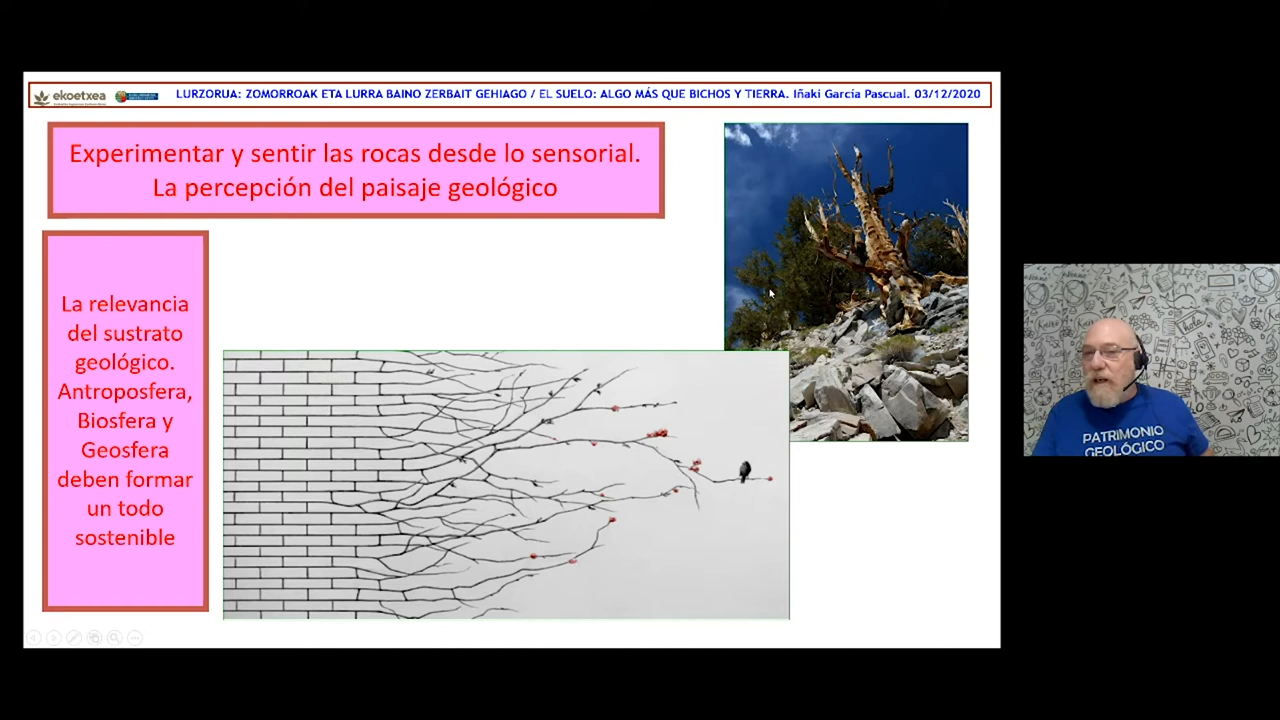 ekoetxea
LURZORUA: ZOMORROAK ETA LURRA BAINO ZERBAIT GEHIAGO / EL SUELO: ALGO MÁS QUE BICHOS Y TIERRA. Iñaki Garcia Pascual. 03/12/2020
Experimentar y sentir las rocas desde lo sensorial.
La percepción del paisaje geológico
La relevancia
del sustrato
geológico.
Antroposfera,
Biosfera y
Geosfera
deben formar
un todo
sostenible
PATRIMONIO
GEOLÓGICO